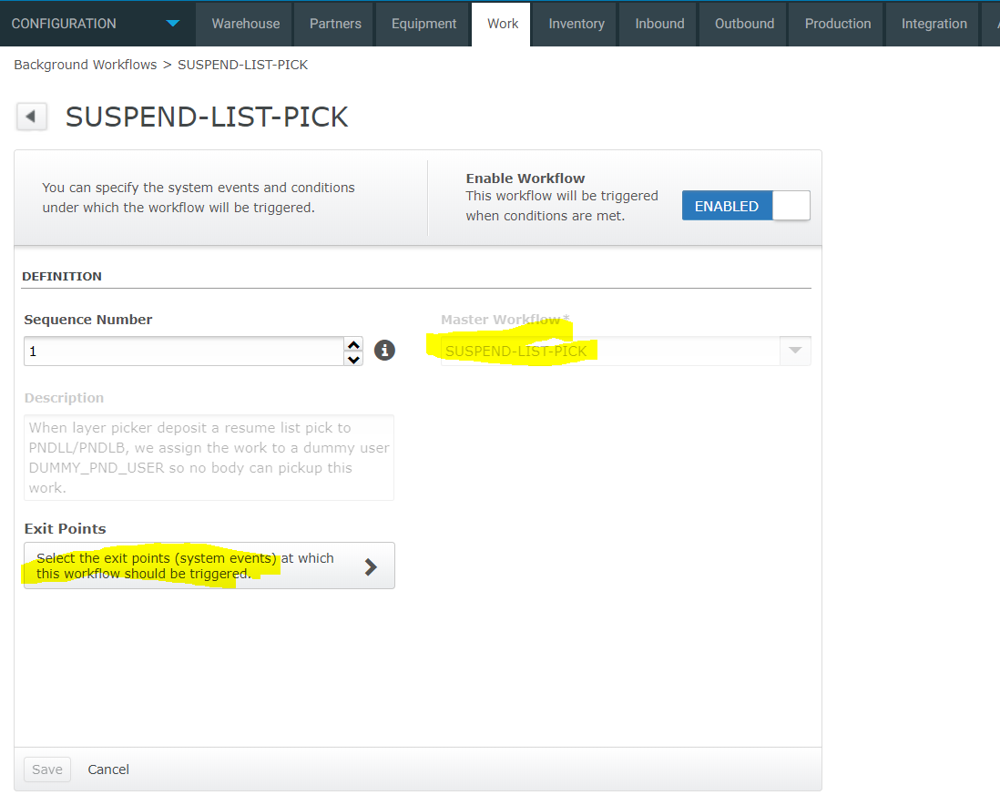 CONFIGURATION Warehouse Partners Equipment Work Inventory Inbound Outbound Production Integration
Background Workflows > SUSPEND-LIST-PICK
SUSPEND-LIST-PICK
You can specify the system events and conditions
under which the workflow will be triggered.
Enable Workflow
This workflow will be triggered
when conditions are met.
ENABLED
DEFINITION
Sequence Number
1
Master Workflow*
SUSPEND-LIST-PICK
Description
When layer picker deposit a resume list pick to
PNDLL/PNDLB, we assign the work to a dummy user
DUMMY_PND_USER so no body can pickup this
work.
Exit Points
Select the exit points (system events) at which
this workflow should be triggered.
Save Cancel